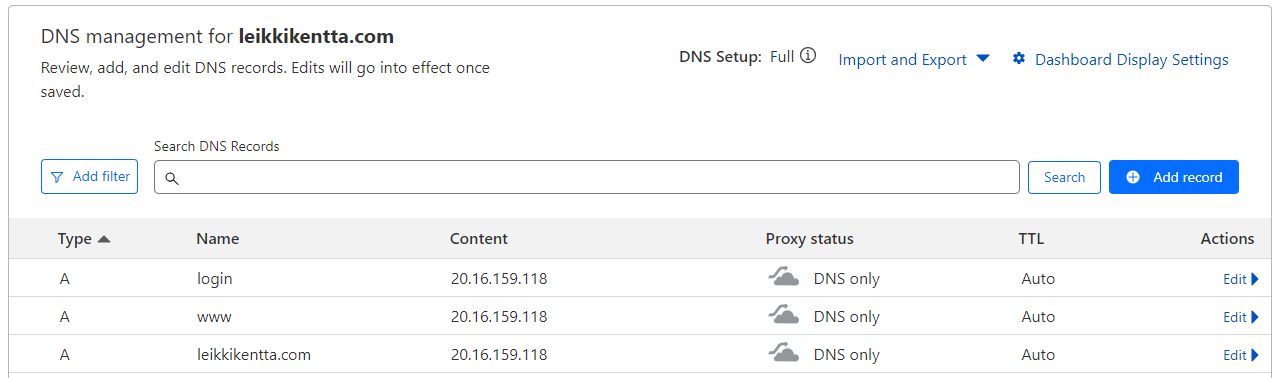 DNS management for leikkikentta.com
Review, add, and edit DNS records. Edits will go into effect once
saved.
DNS Setup: Full
Import and Export
Dashboard Display Settings
Search DNS Records
Add filter
Search
Add record
Type Name Content Proxy status TTL Actions
A login 20.16.159.118 DNS only Auto Edit
A www 20.16.159.118 DNS only Auto Edit
A leikkikentta.com 20.16.159.118 DNS only Auto Edit